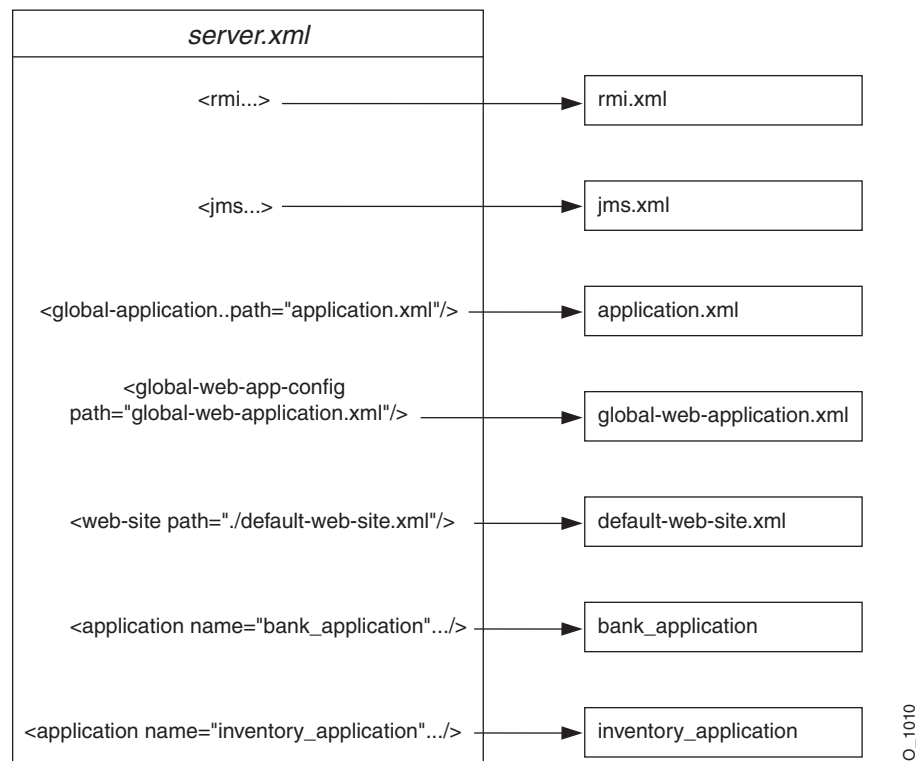 server.xml
<rmi...>
rmi.xml
<jms...>
jms.xml
<global-application..path="application.xml"/>
application.xml
<global-web-app-config
path="global-web-application.xml"/>
global-web-application.xml
<web-site path="./default-web-site.xml"/>
default-web-site.xml
<application name="bank_application".../>
bank_application
<application name="inventory_application".../>
inventory_application
O_1010